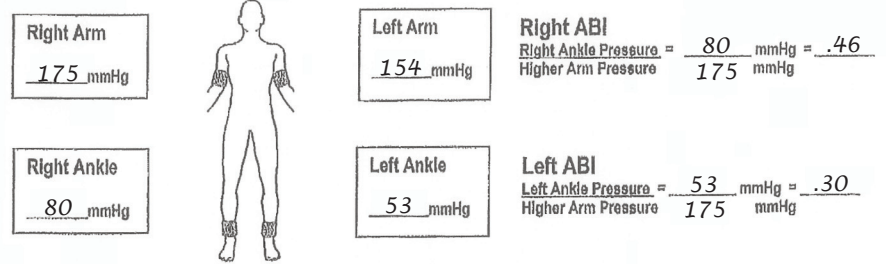 Right Arm
175 mmHg
Left Arm
154 mmHg
Right ABI
Right Ankle Pressure = 80 mmHg = .46
Higher Arm Pressure 175 mmHg
Right Ankle
80 mmHg
Left Ankle
53 mmHg
Left ABI
Left Ankle Pressure = 53 mmHg = .30
Higher Arm Pressure 175 mmHg